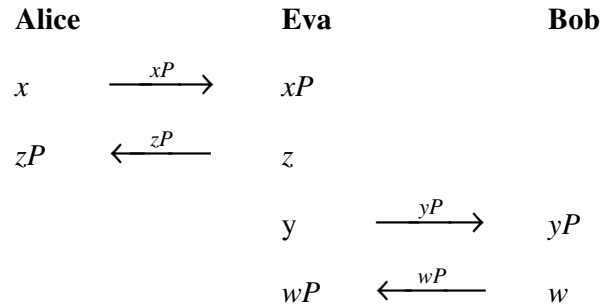 Alice Eva Bob
x xP xP
zP zP z
y yP yP
wP wP w